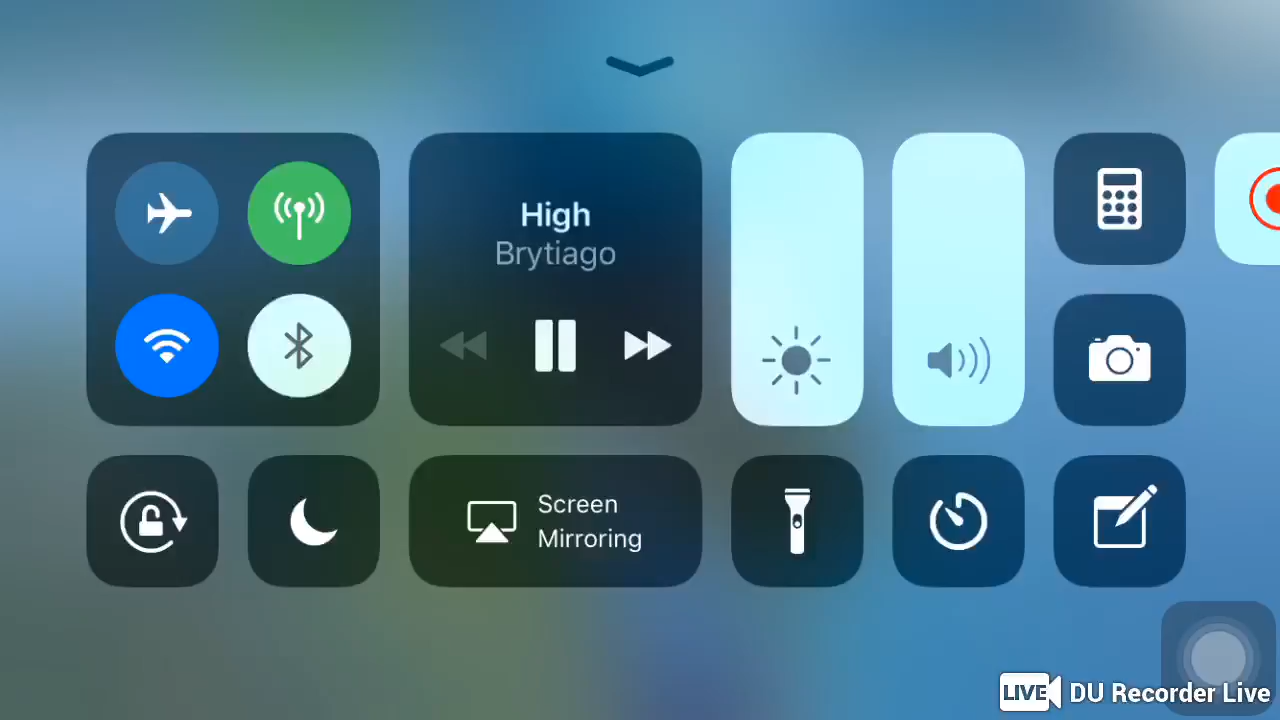 High
Brytiago
Screen
Mirroring
LIVE DU Recorder Live